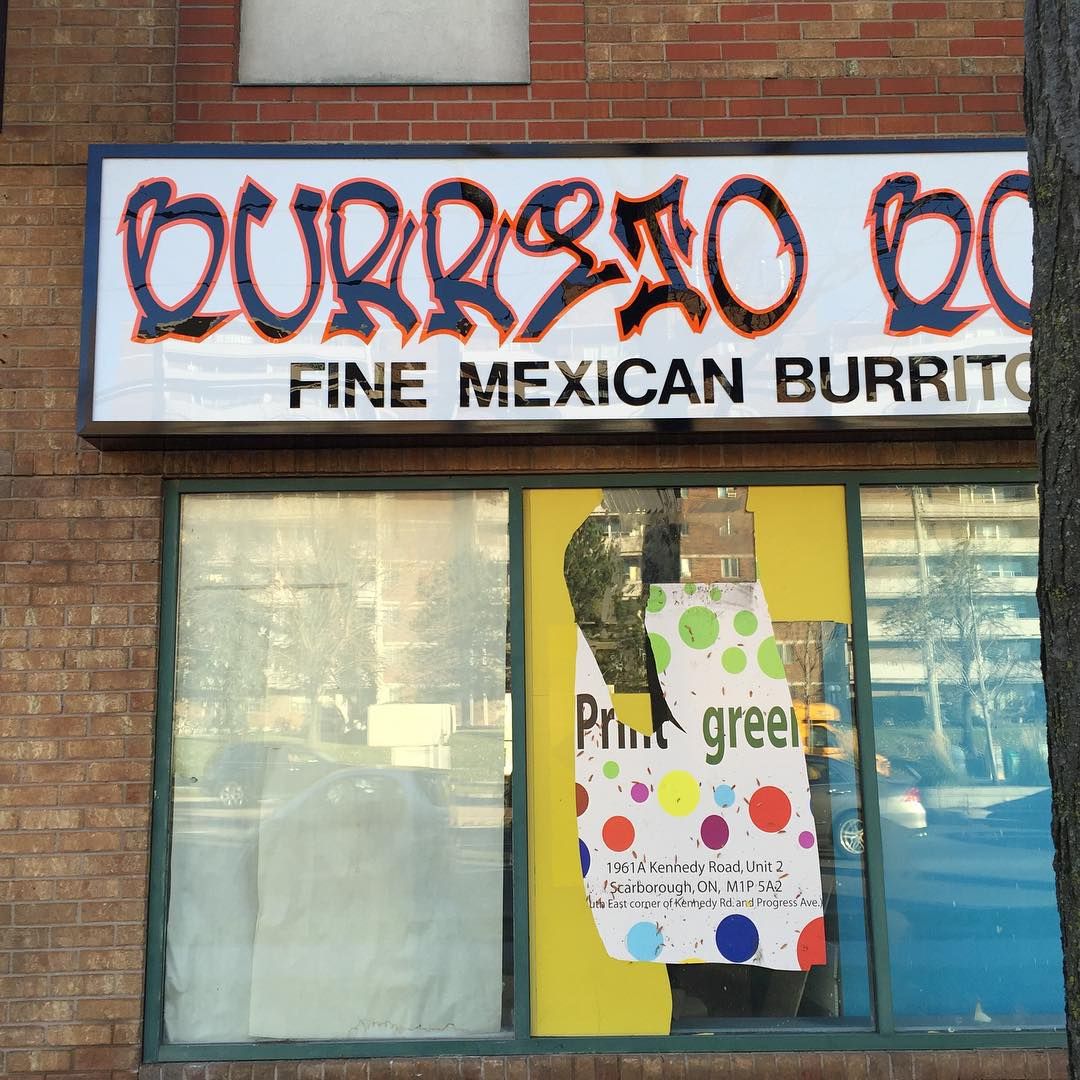 BURRITO BO
FINE MEXICAN BURRITO
Print green
1961A Kennedy Road, Unit 2
Scarborough, ON, M1P 5A2
uth East corner of Kennedy Rd. and Progress Ave.)